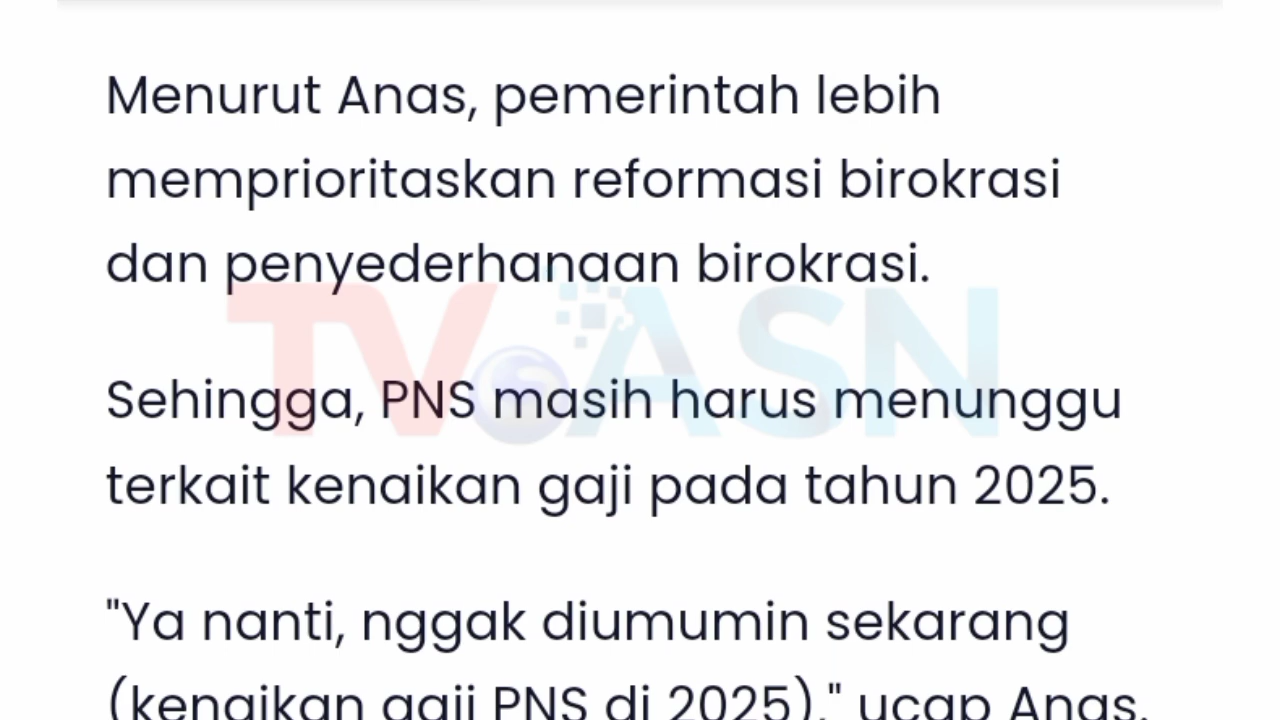 Menurut Anas, pemerintah lebih
memprioritaskan reformasi birokrasi
dan penyederhanaan birokrasi.
TV ASN
Sehingga, PNS masih harus menunggu
terkait kenaikan gaji pada tahun 2025.
"Ya nanti, nggak diumumin sekarang
(kenaikan gaji PNS di 2025)," ucap Anas.